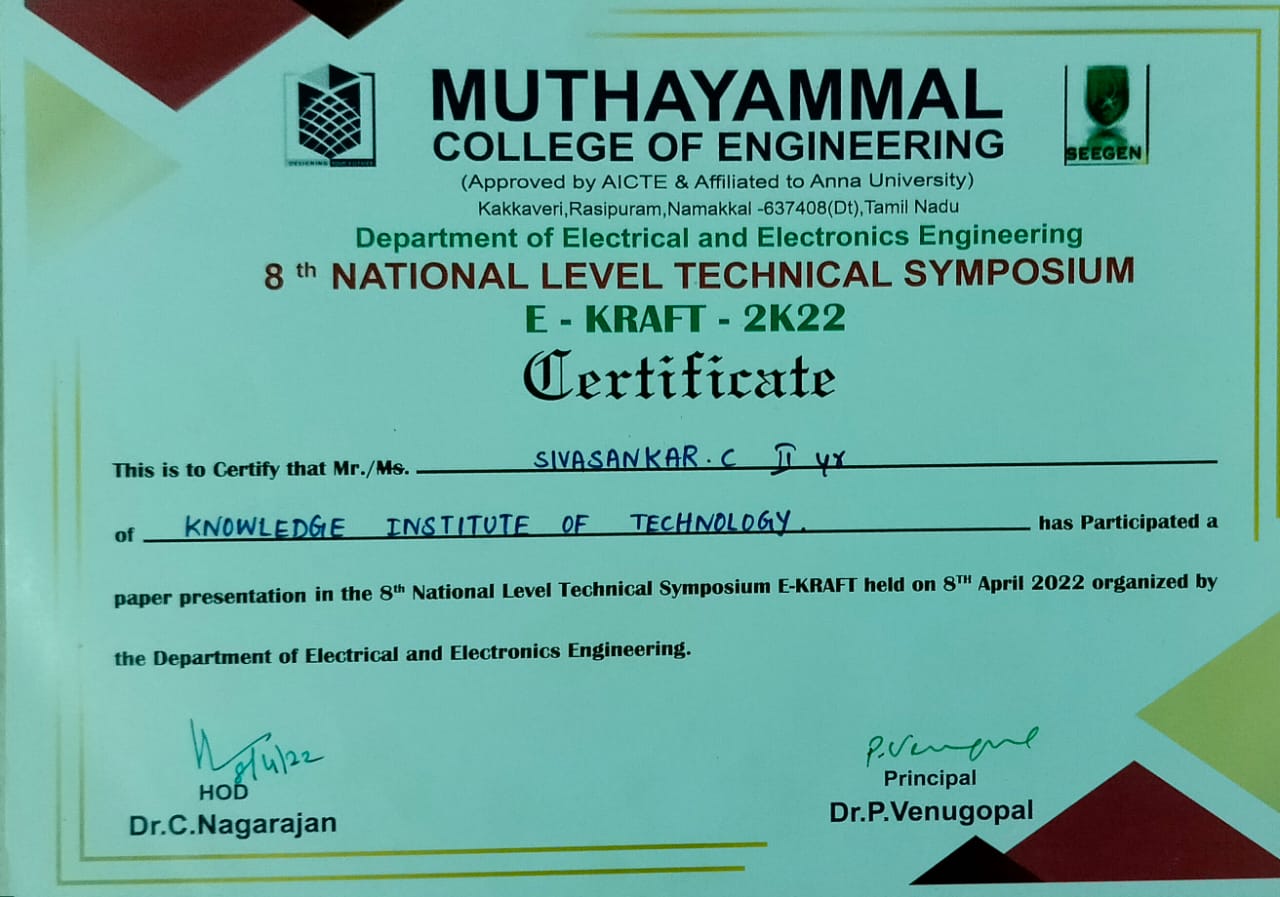 MUTHAYAMMAL
COLLEGE OF ENGINEERING
DESIGNING YOUR FUTURE
SEEGEN
(Approved by AICTE & Affiliated to Anna University)
Kakkaveri,Rasipuram,Namakkal -637408(Dt),Tamil Nadu
Department of Electrical and Electronics Engineering
8 th NATIONAL LEVEL TECHNICAL SYMPOSIUM
E - KRAFT - 2K22
Certificate
This is to Certify that Mr./Ms. SIVASANKAR. C II yr
of KNOWLEDGE INSTITUTE OF TECHNOLOGY. has Participated a
paper presentation in the 8th National Level Technical Symposium E-KRAFT held on 8TH April 2022 organized by
the Department of Electrical and Electronics Engineering.
8/4/22
HOD
Dr.C.Nagarajan
P.Venugopal
Principal
Dr.P.Venugopal